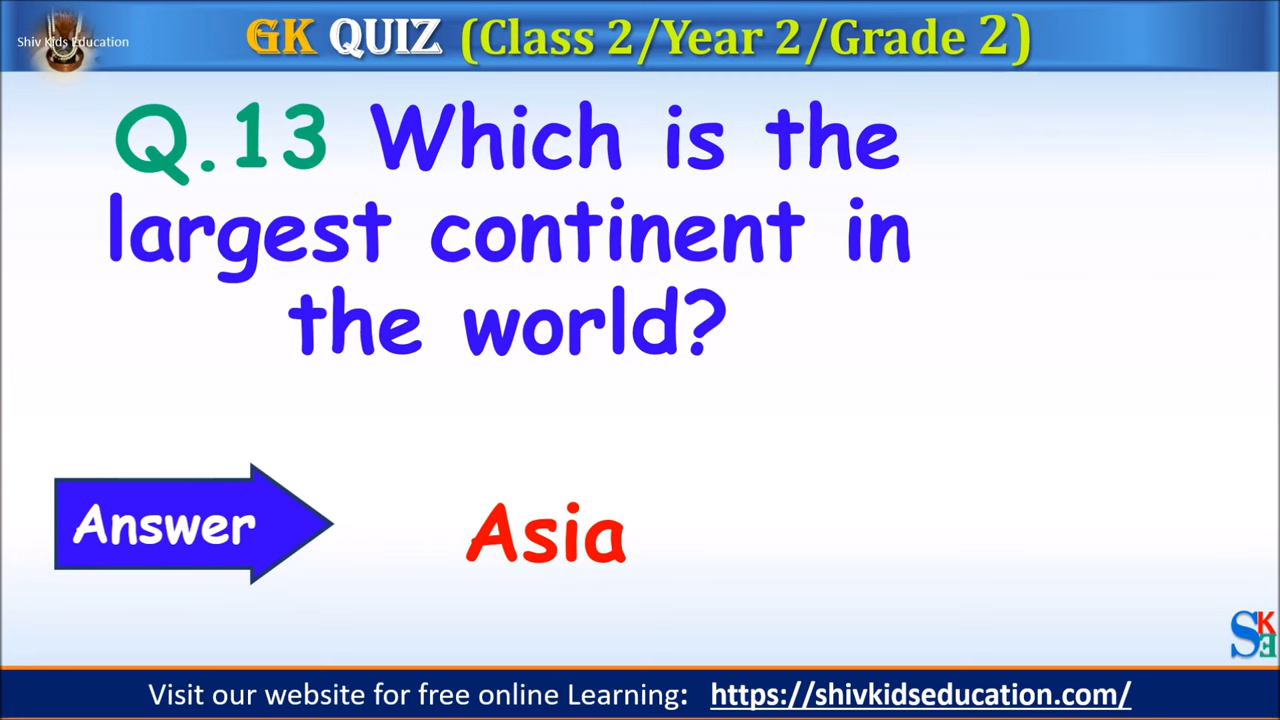 Shiv Kids Education
GK QUIZ (Class 2/Year 2/Grade 2)
Q.13 Which is the
largest continent in
the world?
Answer
Asia
SKE
Visit our website for free online Learning: https://shivkidseducation.com/